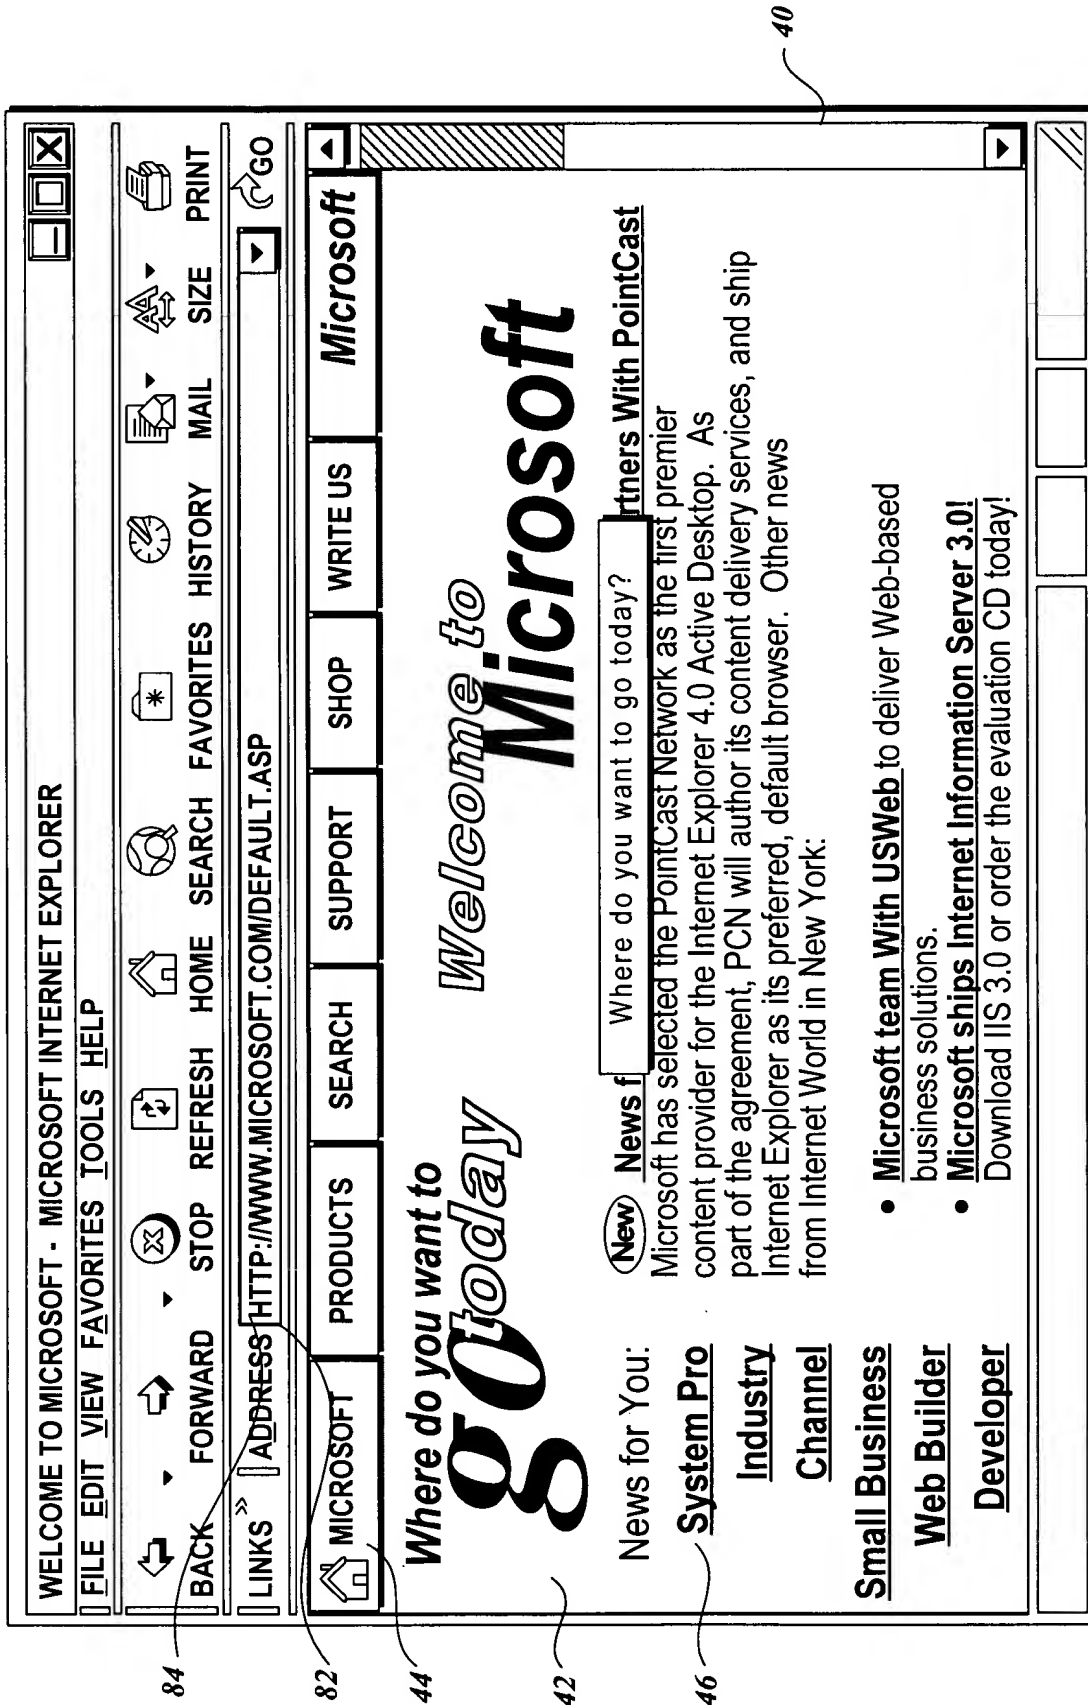 WELCOME TO MICROSOFT - MICROSOFT INTERNET EXPLORER
FILE EDIT VIEW FAVORITES TOOLS HELP
BACK FORWARD STOP REFRESH HOME SEARCH FAVORITES HISTORY MAIL SIZE PRINT
LINKS » ADDRESS HTTP://WWW.MICROSOFT.COM/DEFAULT.ASP GO
MICROSOFT PRODUCTS SEARCH SUPPORT SHOP WRITE US Microsoft
Where do you want to
go today
Welcome to
Microsoft
News for You:
System Pro
Industry
Channel
Small Business
Web Builder
Developer
New News f
Where do you want to go today?
rtners With PointCast
Microsoft has selected the PointCast Network as the first premier
content provider for the Internet Explorer 4.0 Active Desktop. As
part of the agreement, PCN will author its content delivery services, and ship
Internet Explorer as its preferred, default browser. Other news
from Internet World in New York:
• Microsoft team With USWeb to deliver Web-based
business solutions.
• Microsoft ships Internet Information Server 3.0!
Download IIS 3.0 or order the evaluation CD today!
84
82
44
42
46
40